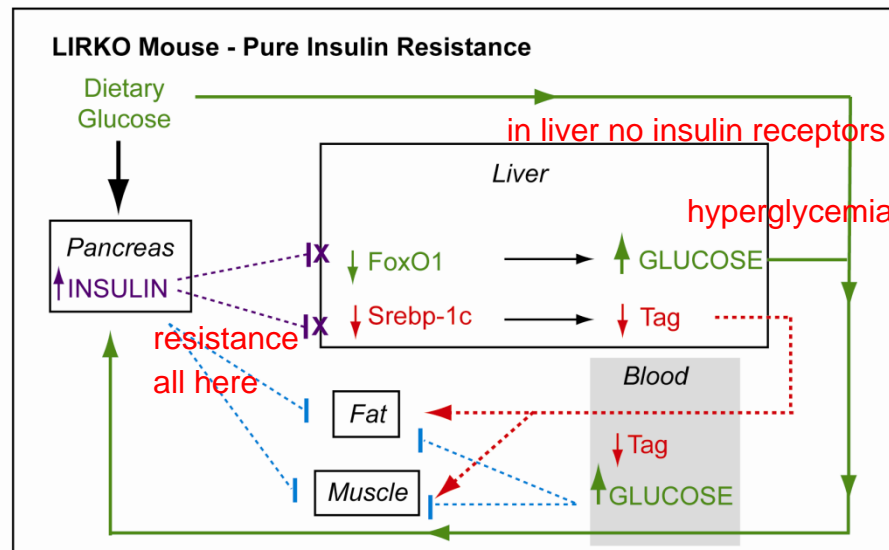 LIRKO Mouse - Pure Insulin Resistance
Dietary
Glucose
in liver no insulin receptors
Liver
hyperglycemia
Pancreas
↑INSULIN
X
↓ FoxO1
↑ GLUCOSE
X
↓ Srebp-1c
↓ Tag
resistance
all here
Blood
Fat
↓Tag
Muscle
↑GLUCOSE